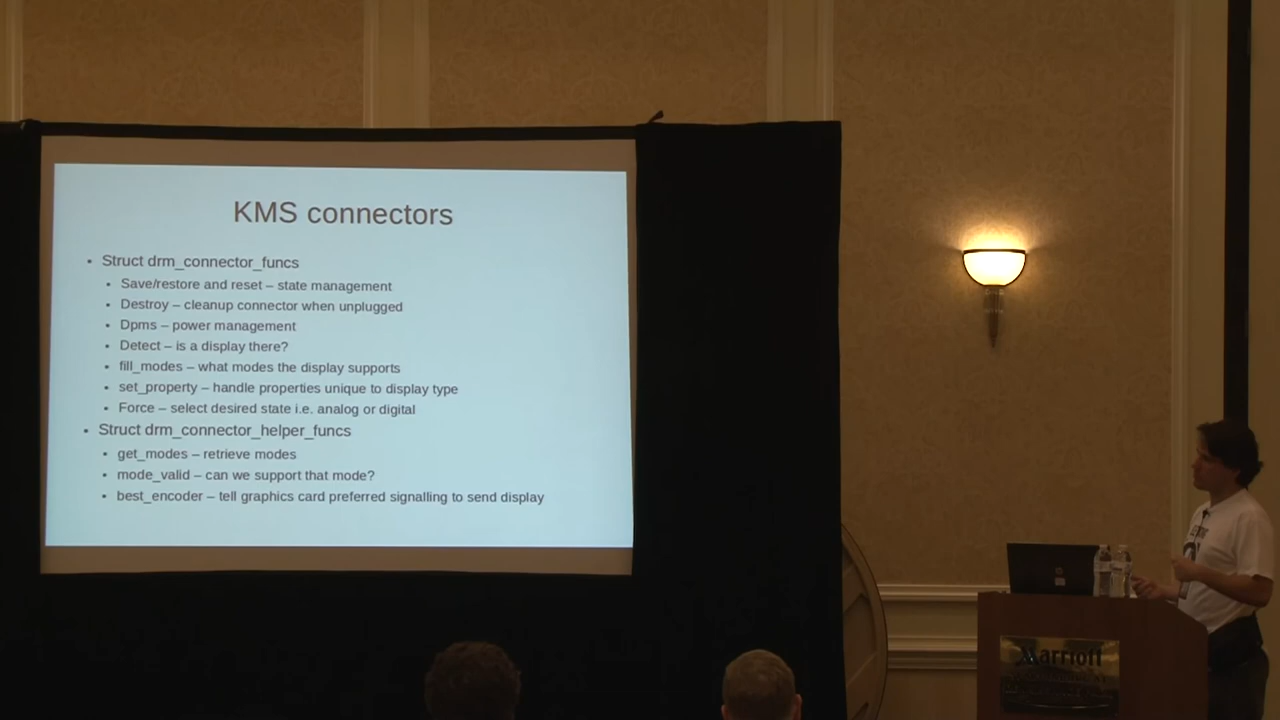 KMS connectors
• Struct drm_connector_funcs
• Save/restore and reset – state management
• Destroy – cleanup connector when unplugged
• Dpms – power management
• Detect – is a display there?
• fill_modes – what modes the display supports
• set_property – handle properties unique to display type
• Force – select desired state i.e. analog or digital
• Struct drm_connector_helper_funcs
• get_modes – retrieve modes
• mode_valid – can we support that mode?
• best_encoder – tell graphics card preferred signalling to send display
Marriott